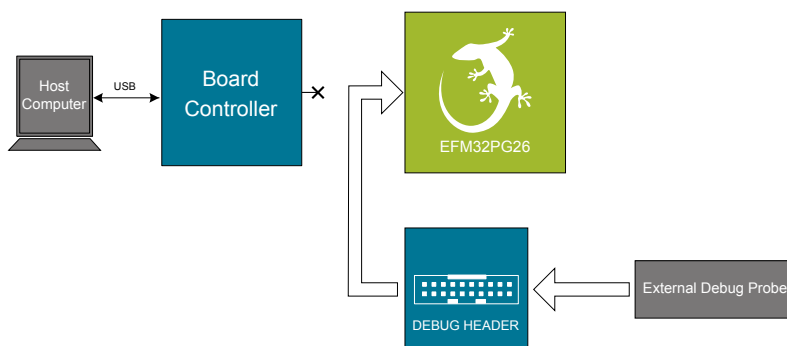 Host
Computer
USB
Board
Controller
EFM32PG26
DEBUG HEADER
External Debug Probe